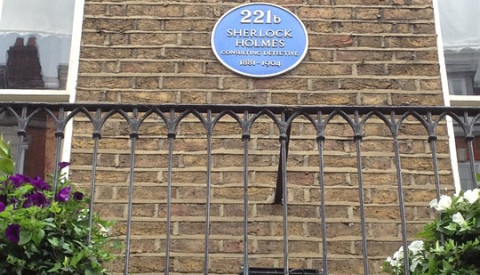 221b
SHERLOCK
HOLMES
CONSULTING DETECTIVE
1881-1904